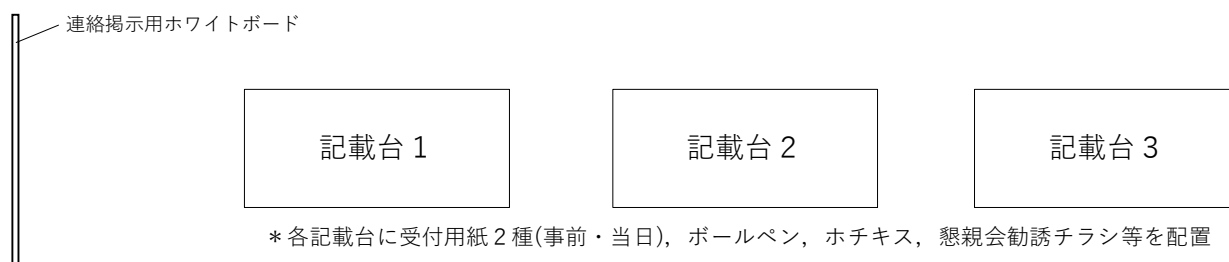 連絡掲示用ホワイトボード
記載台1
記載台2
記載台3
＊各記載台に受付用紙２種(事前・当日)，ボールペン，ホチキス，懇親会勧誘チラシ等を配置